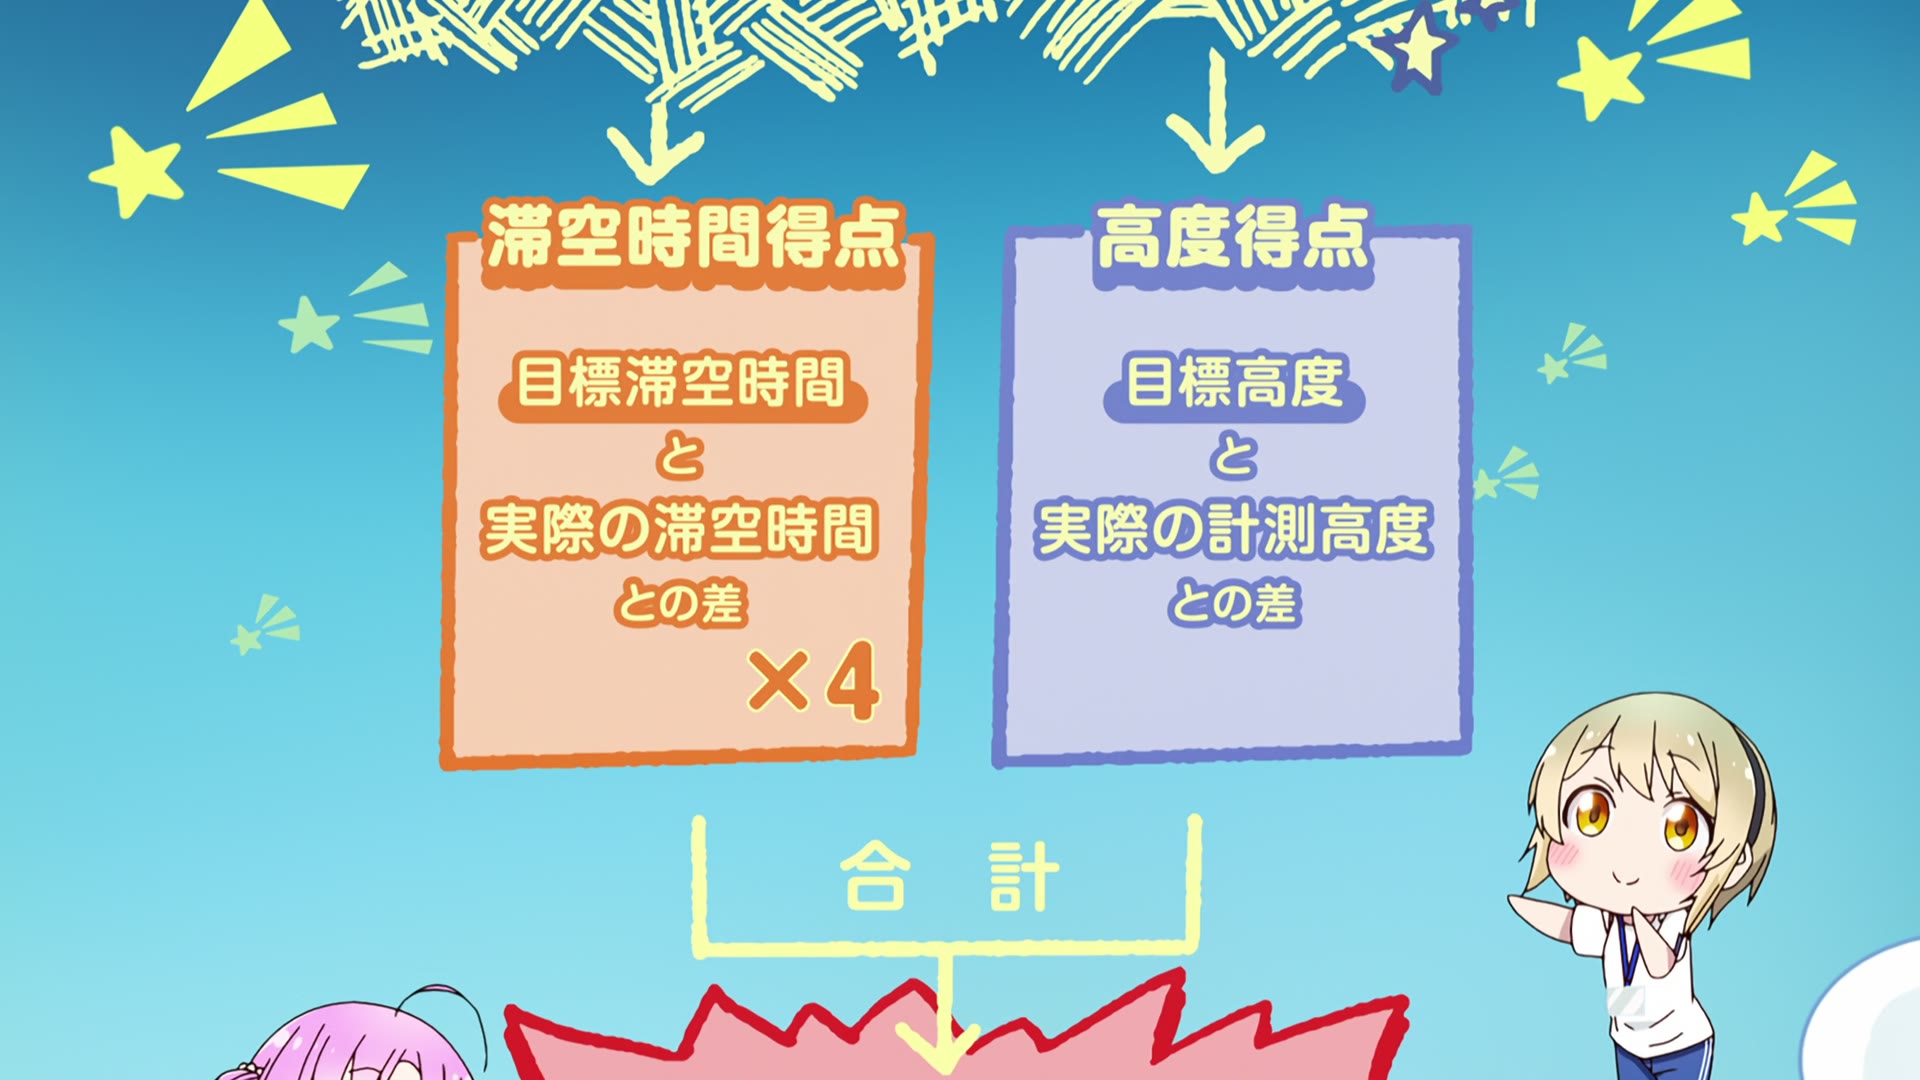 滞空時間得点
目標滞空時間
と
実際の滞空時間
との差
×4
高度得点
目標高度
と
実際の計測高度
との差
合計